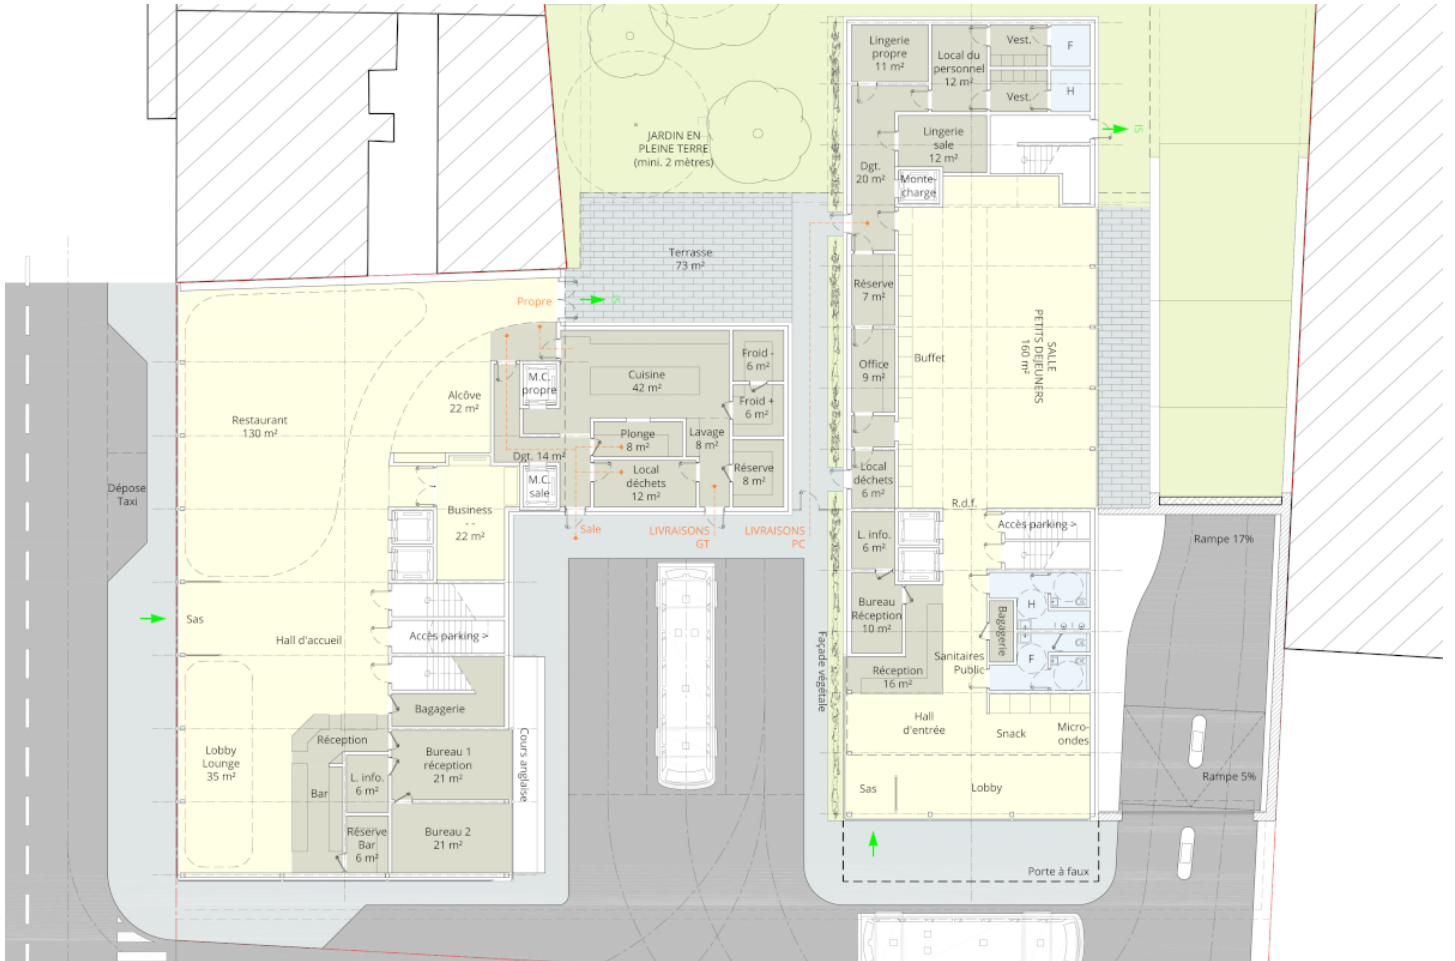 Lingerie
propre
11 m²
Local du
personnel
12 m²
Vest.
F
Vest.
H
JARDIN EN
PLEINE TERRE
(mini. 2 mètres)
Lingerie
sale
12 m²
IS
Dgt.
20 m²
Monte-
charge
Terrasse
73 m²
Propre
IS
Réserve
7 m²
SALLE
PETITS DEJEUNERS
160 m²
Buffet
Office
9 m²
Froid -
6 m²
M.C.
propre
Cuisine
42 m²
Alcôve
22 m²
Froid +
6 m²
Restaurant
130 m²
Plonge
8 m²
Lavage
8 m²
Dgt. 14 m²
Local
déchets
12 m²
Réserve
8 m²
Local
déchets
6 m²
M.C.
sale
Dépose
Taxi
Business
- -
22 m²
R.d.f.
Sale
LIVRAISONS
GT
LIVRAISONS
PC
L. info.
6 m²
Accès parking >
Rampe 17%
Bureau
Réception
10 m²
H
Bagagerie
Sas
Hall d'accueil
Accès parking >
Façade végétale
Sanitaires
Public
F
Réception
16 m²
Bagagerie
Hall
d'entrée
Snack
Micro-
ondes
Réception
Lobby
Lounge
35 m²
Bureau 1
réception
21 m²
Cours anglaise
L. info.
6 m²
Bar
Rampe 5%
Sas
Lobby
Réserve
Bar
6 m²
Bureau 2
21 m²
Porte à faux